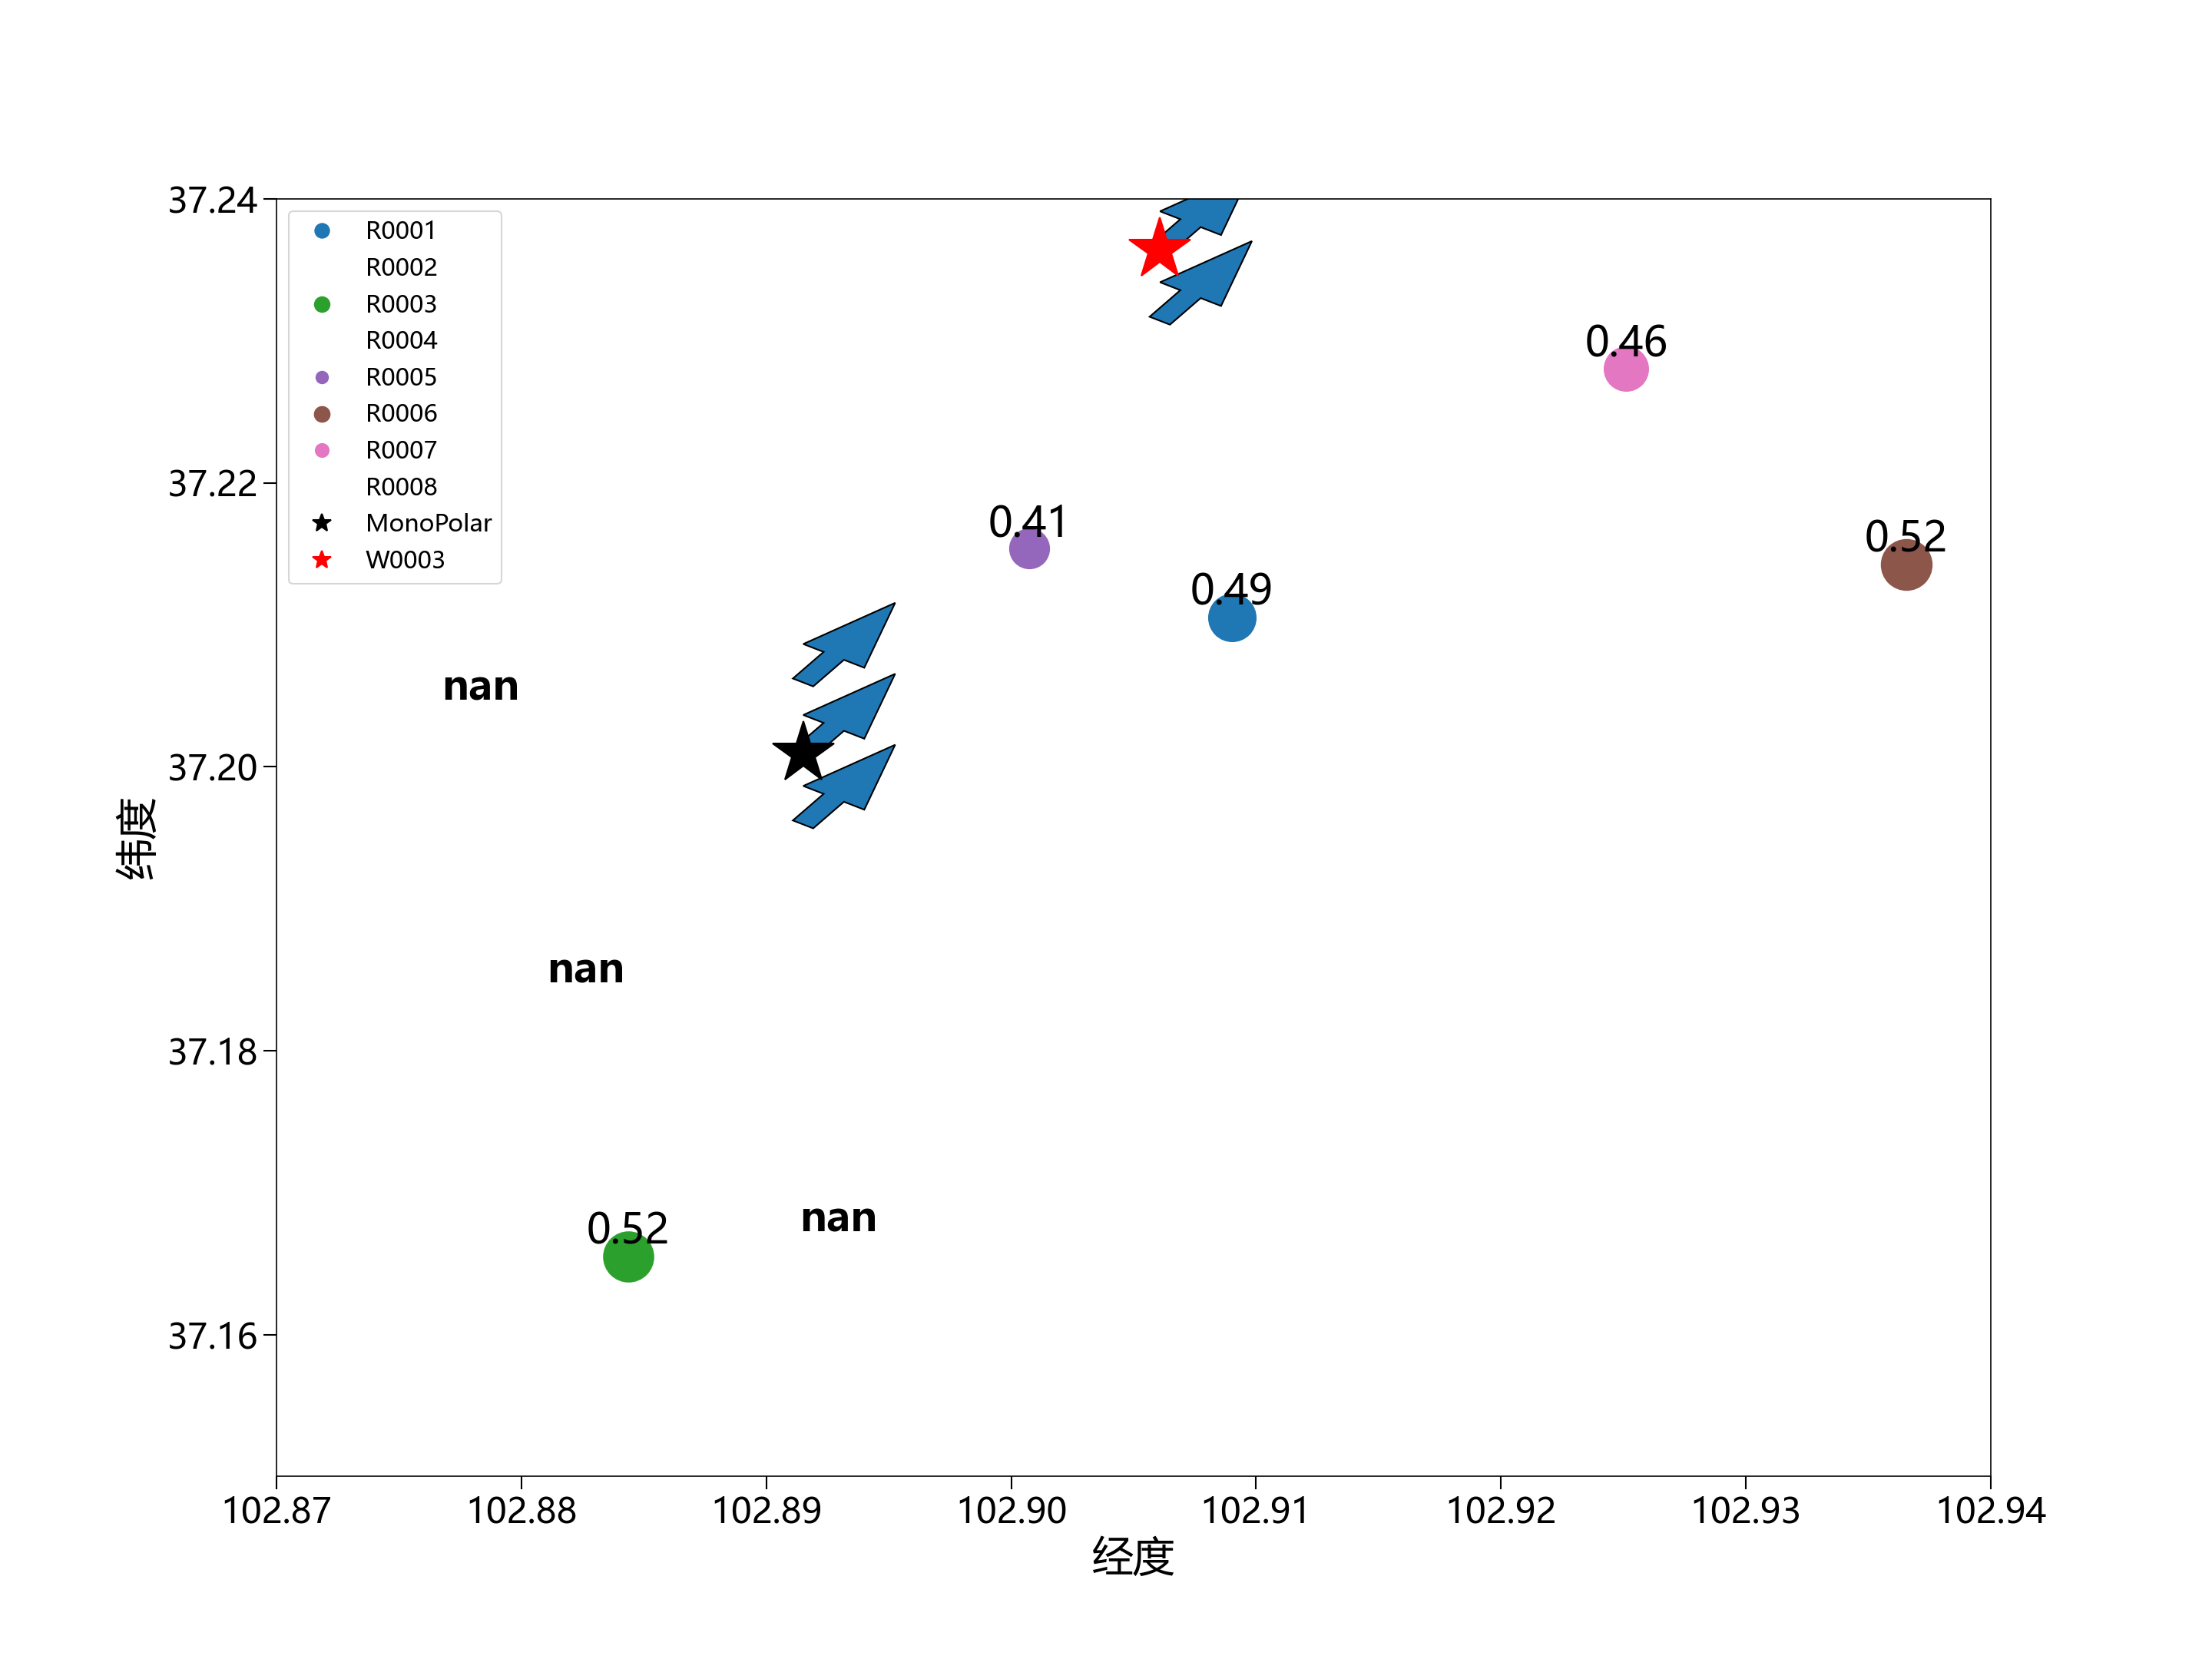 37.24
37.22
37.20
37.18
37.16
纬度
R0001
R0002
R0003
R0004
R0005
R0006
R0007
R0008
MonoPolar
W0003
0.46
0.41
0.52
0.49
nan
nan
nan
0.52
102.87 102.88 102.89 102.90 102.91 102.92 102.93 102.94
经度